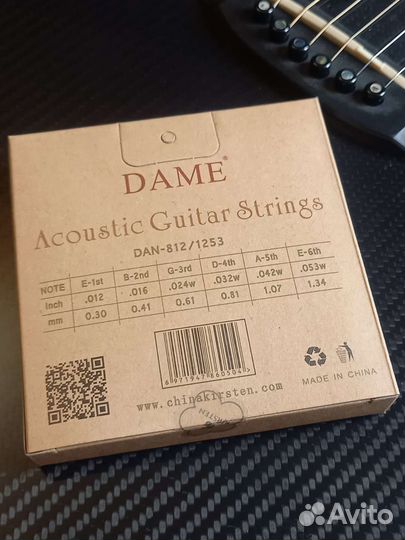 DAME®
Acoustic Guitar Strings
DAN-812/1253
NOTE E-1st B-2nd G-3rd D-4th A-5th E-6th
inch .012 .016 .024w .032w .042w .053w
mm 0.30 0.41 0.61 0.81 1.07 1.34
6971947860504
www.chinakirsten.com
MADE IN CHINA
Avito